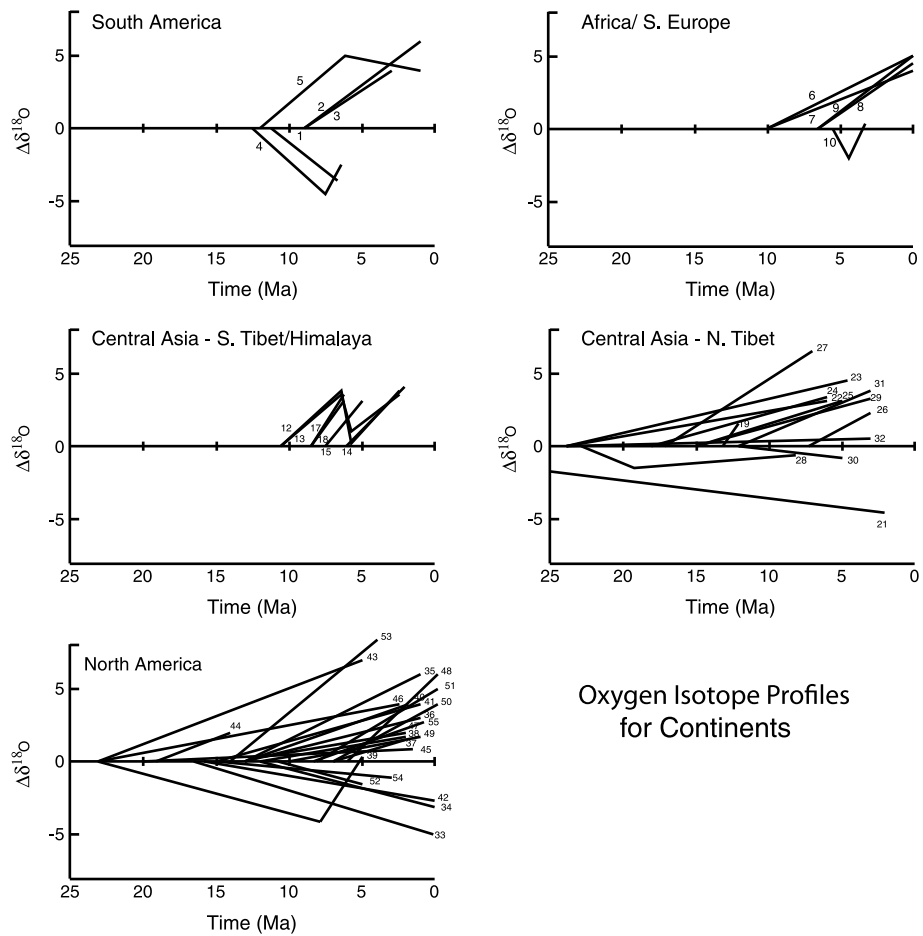 South America
5
0
-5
Δδ18O
5
2
3
1
4
25 20 15 10 5 0
Time (Ma)
Africa/ S. Europe
5
0
-5
Δδ18O
6
9
8
7
10
25 20 15 10 5 0
Time (Ma)
Central Asia - S. Tibet/Himalaya
5
0
-5
Δδ18O
12
17
13
18
15
14
25 20 15 10 5 0
Time (Ma)
Central Asia - N. Tibet
5
0
-5
Δδ18O
27
23
24
31
22
25
29
26
19
32
28
30
21
25 20 15 10 5 0
Time (Ma)
North America
5
0
-5
Δδ18O
53
43
35
48
51
46
41
50
44
36
55
38
49
37
45
39
54
52
42
34
33
25 20 15 10 5 0
Time (Ma)
Oxygen Isotope Profiles
for Continents